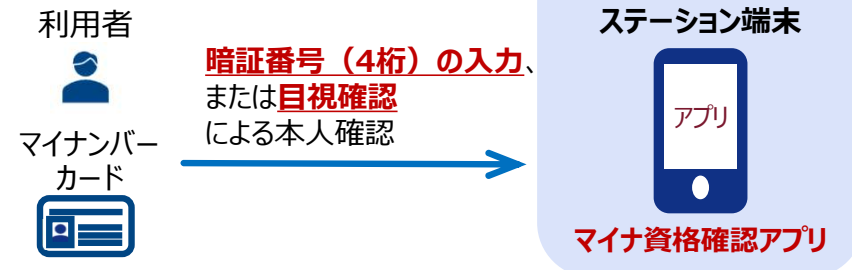 利用者
マイナンバー
カード
暗証番号（4桁）の入力、
または目視確認
による本人確認
ステーション端末
アプリ
マイナ資格確認アプリ